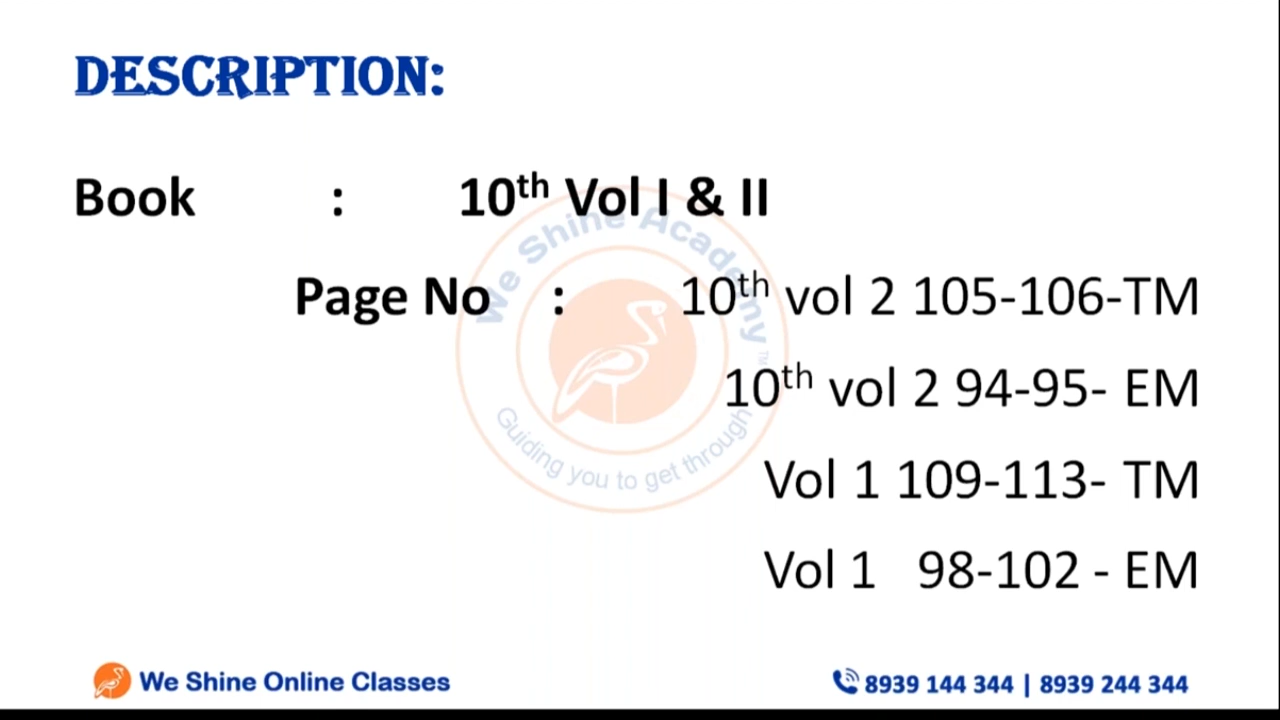 DESCRIPTION:
Book : 10th Vol I & II
Page No : 10th vol 2 105-106-TM
10th vol 2 94-95- EM
Vol 1 109-113- TM
Vol 1 98-102 - EM
We Shine Academy TM
Guiding you to get through
We Shine Online Classes
8939 144 344 | 8939 244 344